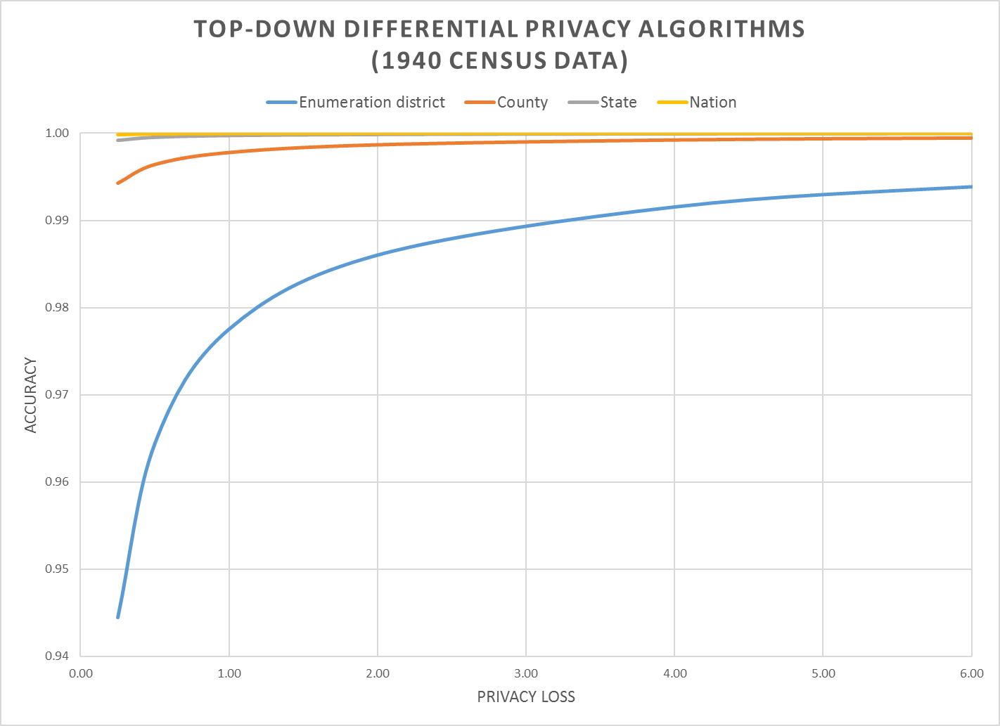 TOP-DOWN DIFFERENTIAL PRIVACY ALGORITHMS
(1940 CENSUS DATA)
Enumeration district County State Nation
1.00
0.99
0.98
0.97
0.96
0.95
0.94
ACCURACY
0.00 1.00 2.00 3.00 4.00 5.00 6.00
PRIVACY LOSS